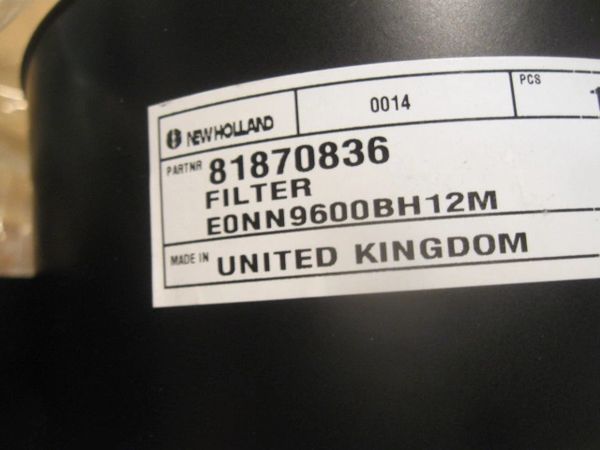 NEW HOLLAND
0014
PCS
PARTNR 81870836
FILTER
E0NN9600BH12M
MADE IN UNITED KINGDOM